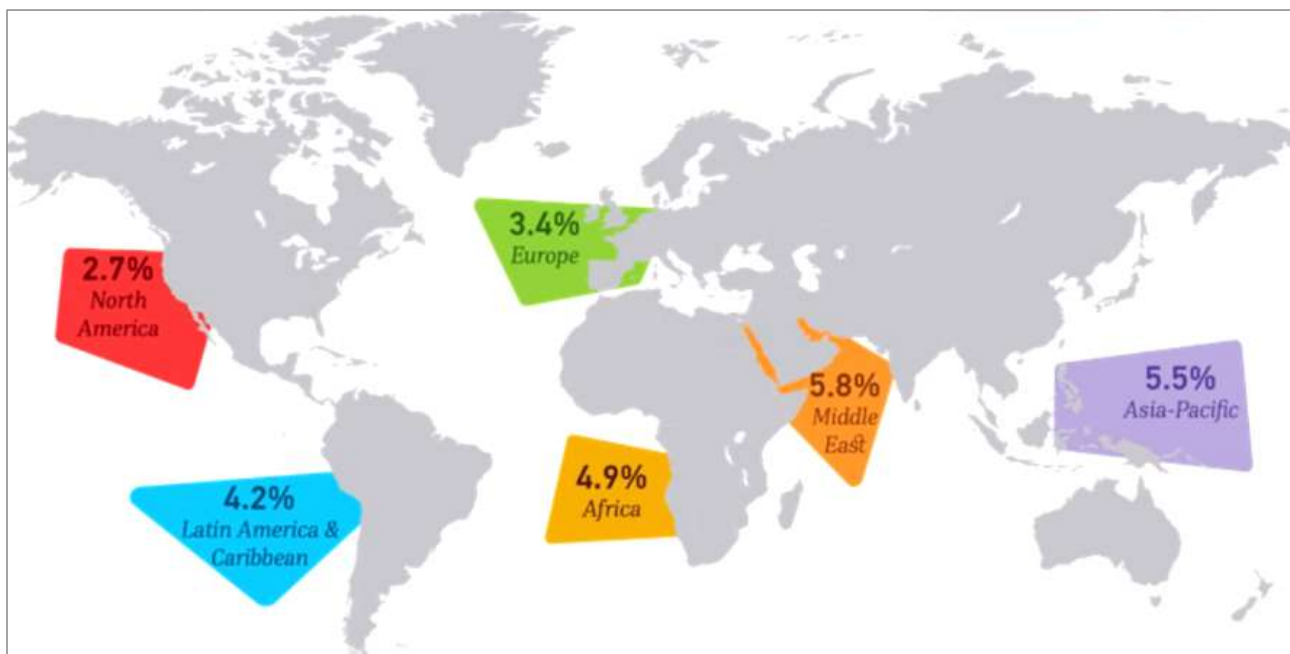 3.4%
Europe
2.7%
North
America
5.8%
Middle
East
5.5%
Asia-Pacific
4.9%
Africa
4.2%
Latin America &
Caribbean